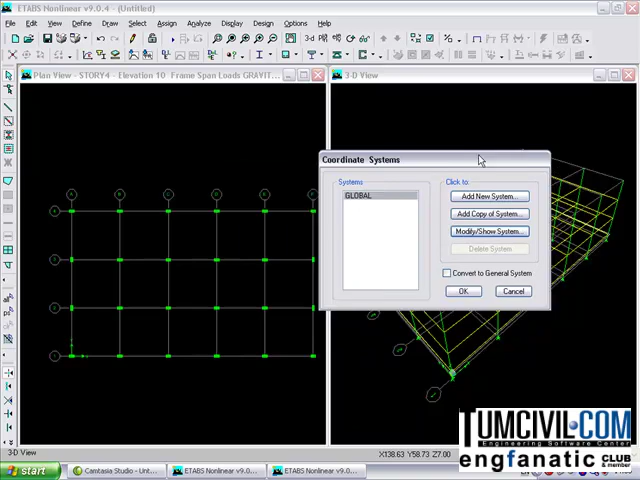 ETABS Nonlinear v9.0.4 - (Untitled)
File Edit View Define Draw Select Assign Analyze Display Design Options Help
3-d
Plan View - STORY4 - Elevation 10 Frame Span Loads GRAVIT...
3-D View
Coordinate Systems
Systems
GLOBAL
Click to:
Add New System...
Add Copy of System...
Modify/Show System...
Delete System
Convert to General System
OK
Cancel
A B C D E F
3-D View
X138.63 Y58.73 Z7.00
TUMCIVIL.COM
Engineering Software Center
engfanatic CLUB
& member
start
Camtasia Studio - Unt...
ETABS Nonlinear v9.0...
ETABS Nonlinear v9.0...